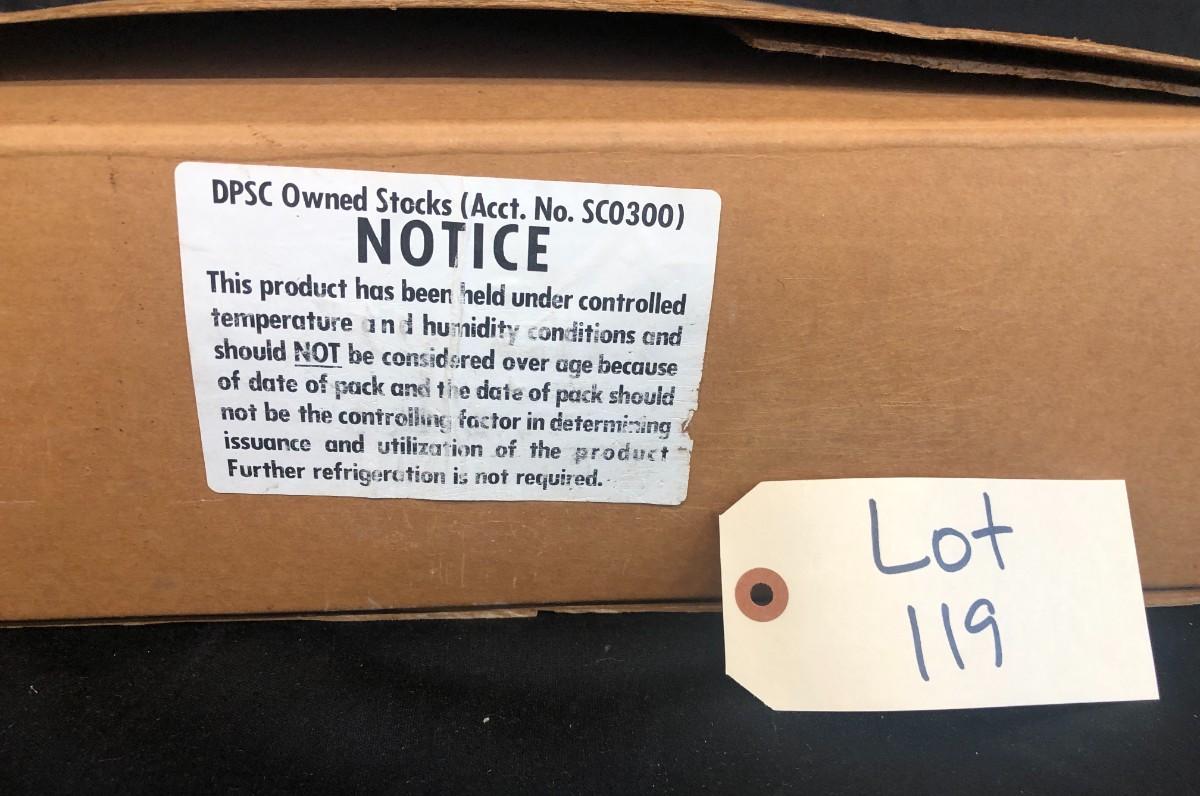 DPSC Owned Stocks (Acct. No. SC0300)
NOTICE
This product has been held under controlled
temperature and humidity conditions and
should NOT be considered over age because
of date of pack and the date of pack should
not be the controlling factor in determining
issuance and utilization of the product
Further refrigeration is not required.
Lot
119